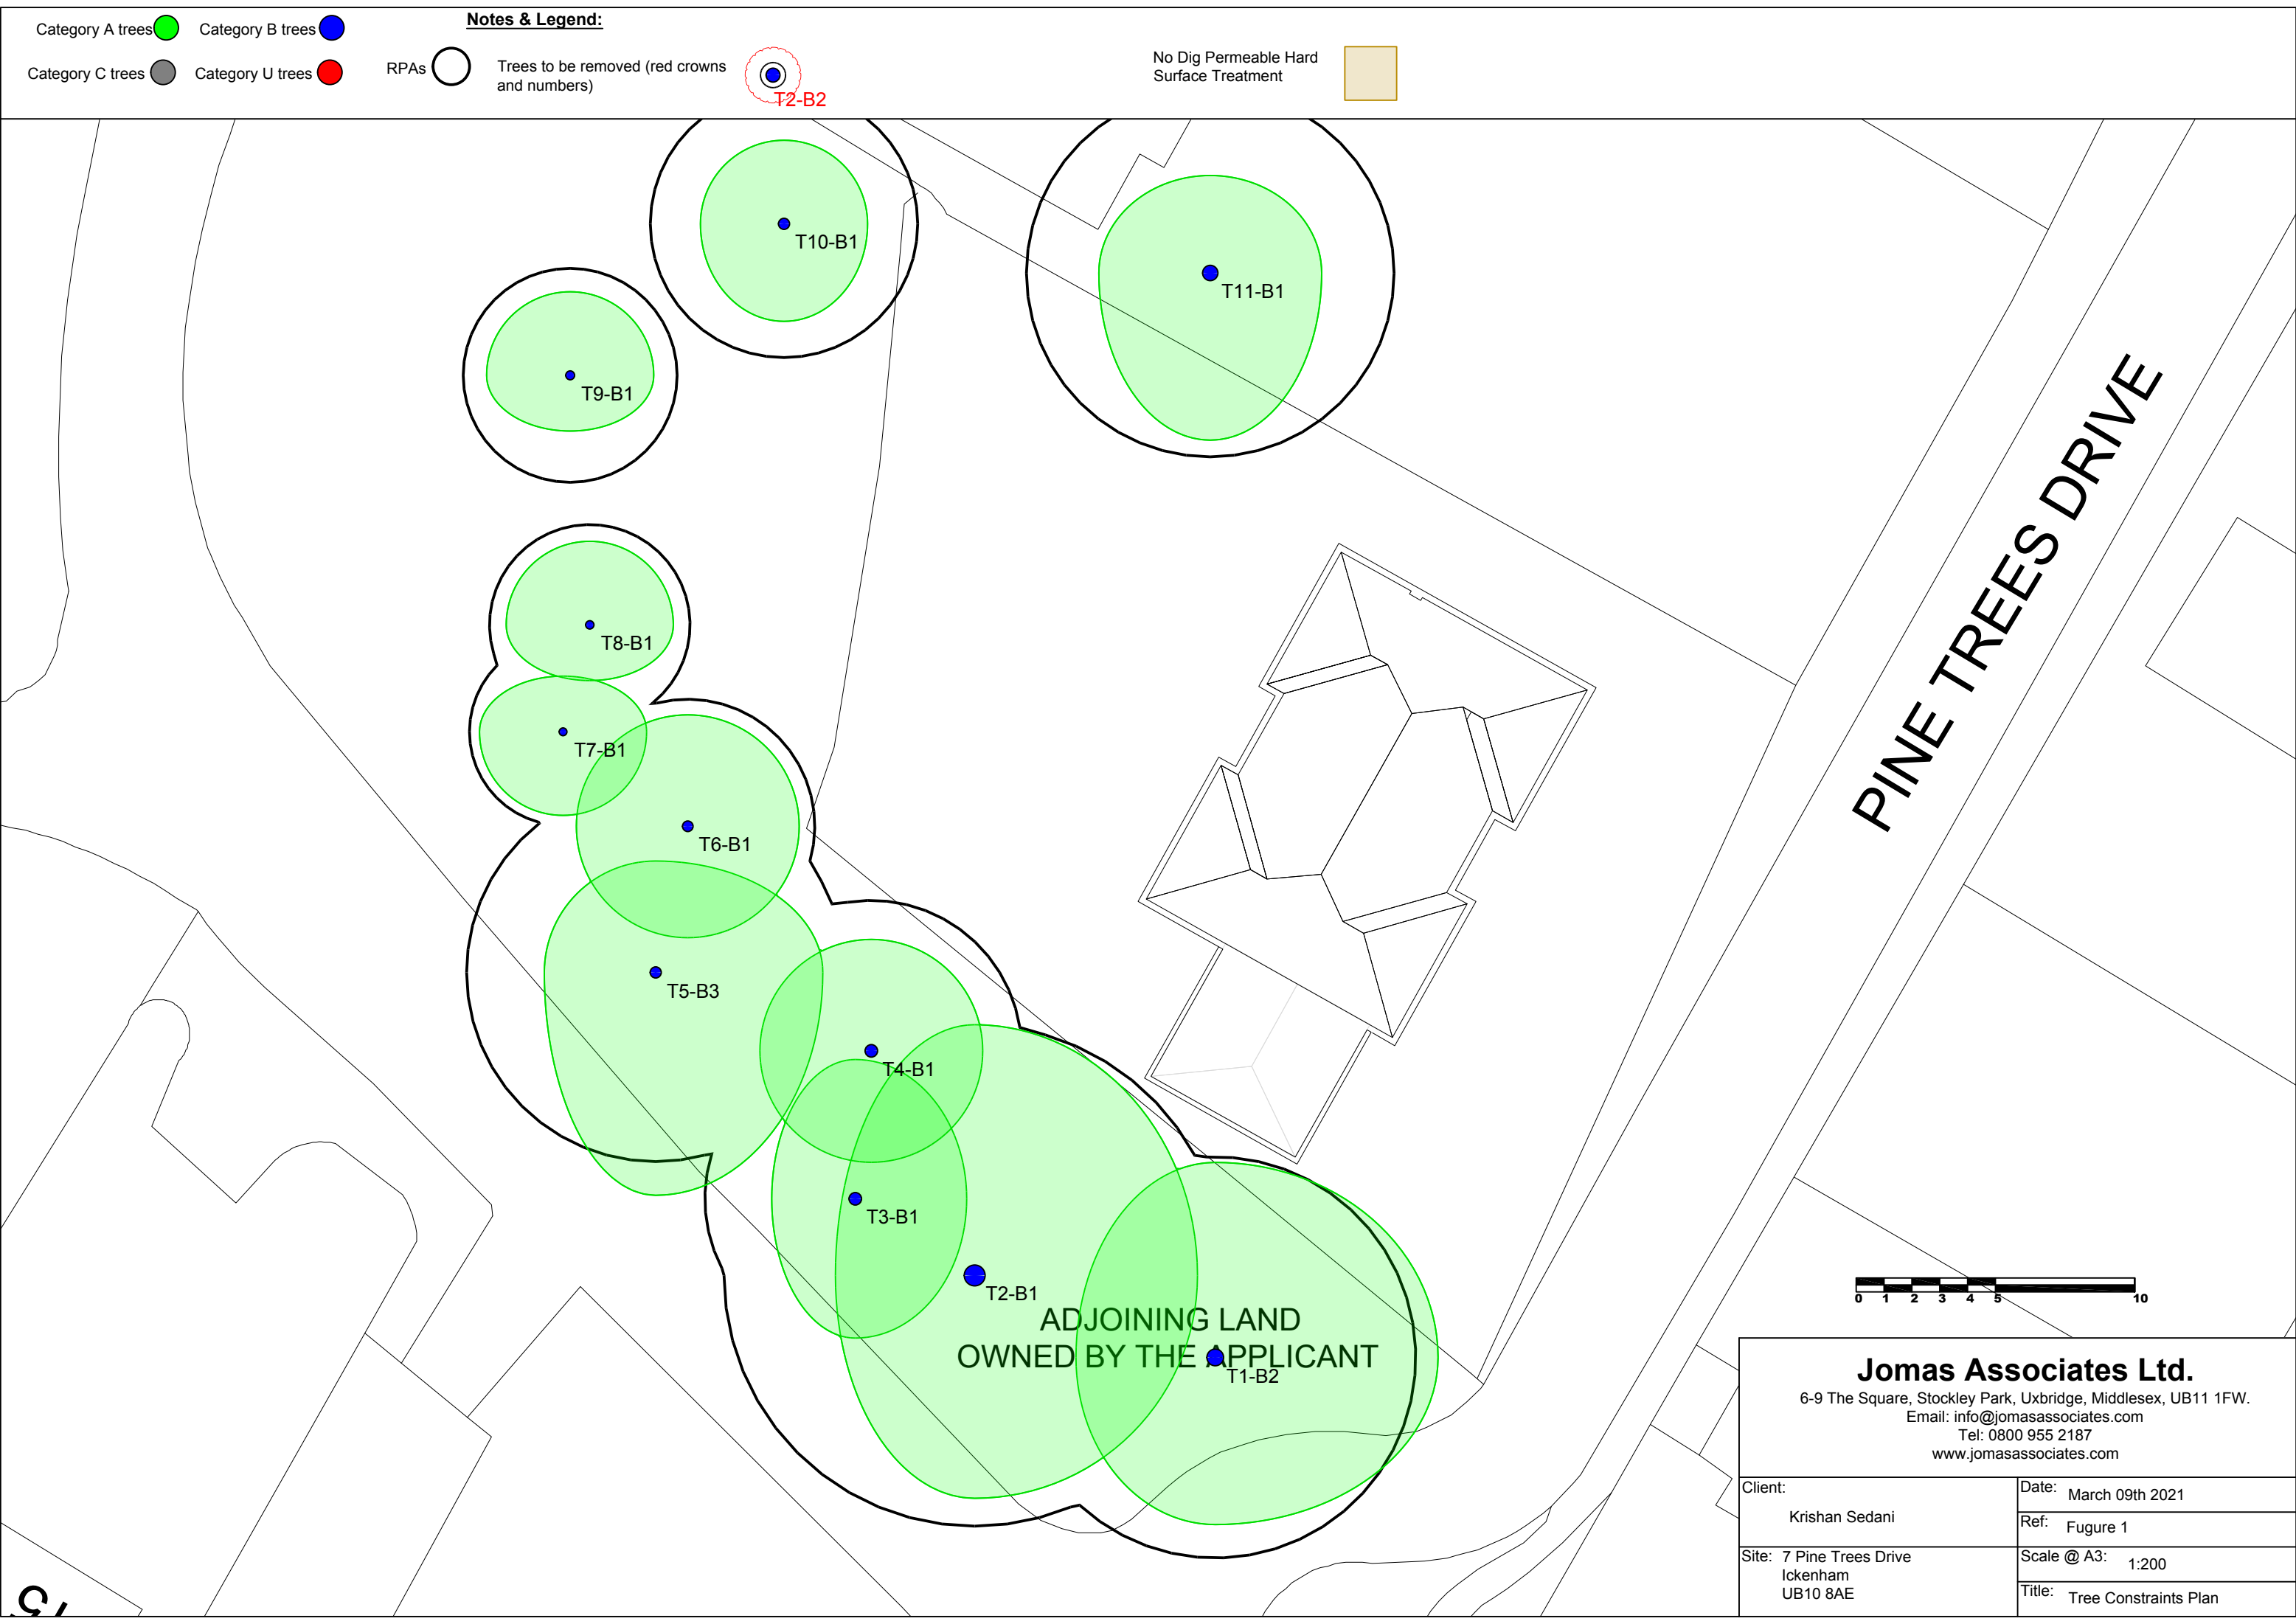 Notes & Legend:
Category A trees
Category B trees
Category C trees
Category U trees
RPAs
Trees to be removed (red crowns
and numbers)
T2-B2
No Dig Permeable Hard
Surface Treatment
T10-B1
T11-B1
T9-B1
T8-B1
T7-B1
T6-B1
T5-B3
T4-B1
T3-B1
T2-B1
T1-B2
ADJOINING LAND
OWNED BY THE APPLICANT
PINE TREES DRIVE
15
0 1 2 3 4 5 10
Jomas Associates Ltd.
6-9 The Square, Stockley Park, Uxbridge, Middlesex, UB11 1FW.
Email: info@jomasassociates.com
Tel: 0800 955 2187
www.jomasassociates.com
Client:
Krishan Sedani
Date: March 09th 2021
Ref: Fugure 1
Site: 7 Pine Trees Drive
Ickenham
UB10 8AE
Scale @ A3: 1:200
Title: Tree Constraints Plan